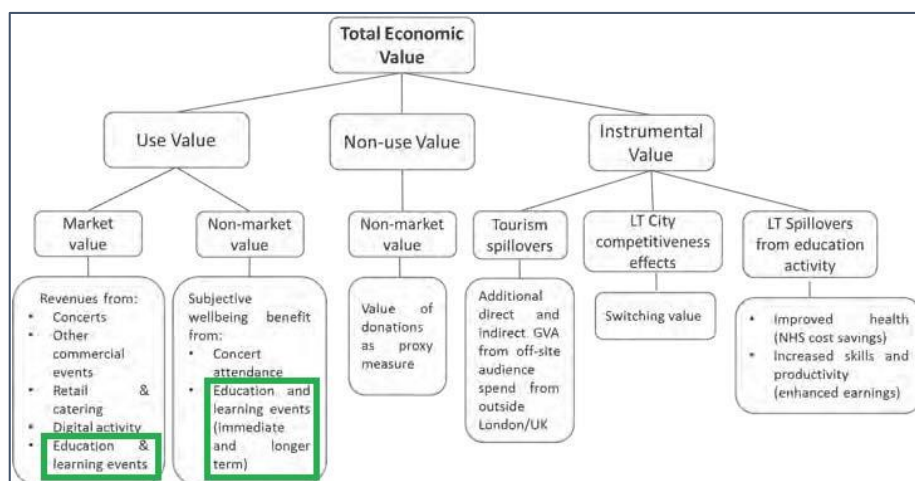 Total Economic
Value
Use Value
Non-use Value
Instrumental
Value
Market
value
Non-market
value
Non-market
value
Tourism
spillovers
LT City
competitiveness
effects
LT Spillovers
from education
activity
Revenues from:
• Concerts
• Other
commercial
events
• Retail &
catering
• Digital activity
• Education &
learning events
Subjective
wellbeing benefit
from:
• Concert
attendance
• Education and
learning events
(immediate
and longer
term)
Value of
donations
as proxy
measure
Additional
direct and
indirect GVA
from off-site
audience
spend from
outside
London/UK
Switching value
• Improved health
(NHS cost savings)
• Increased skills and
productivity
(enhanced earnings)